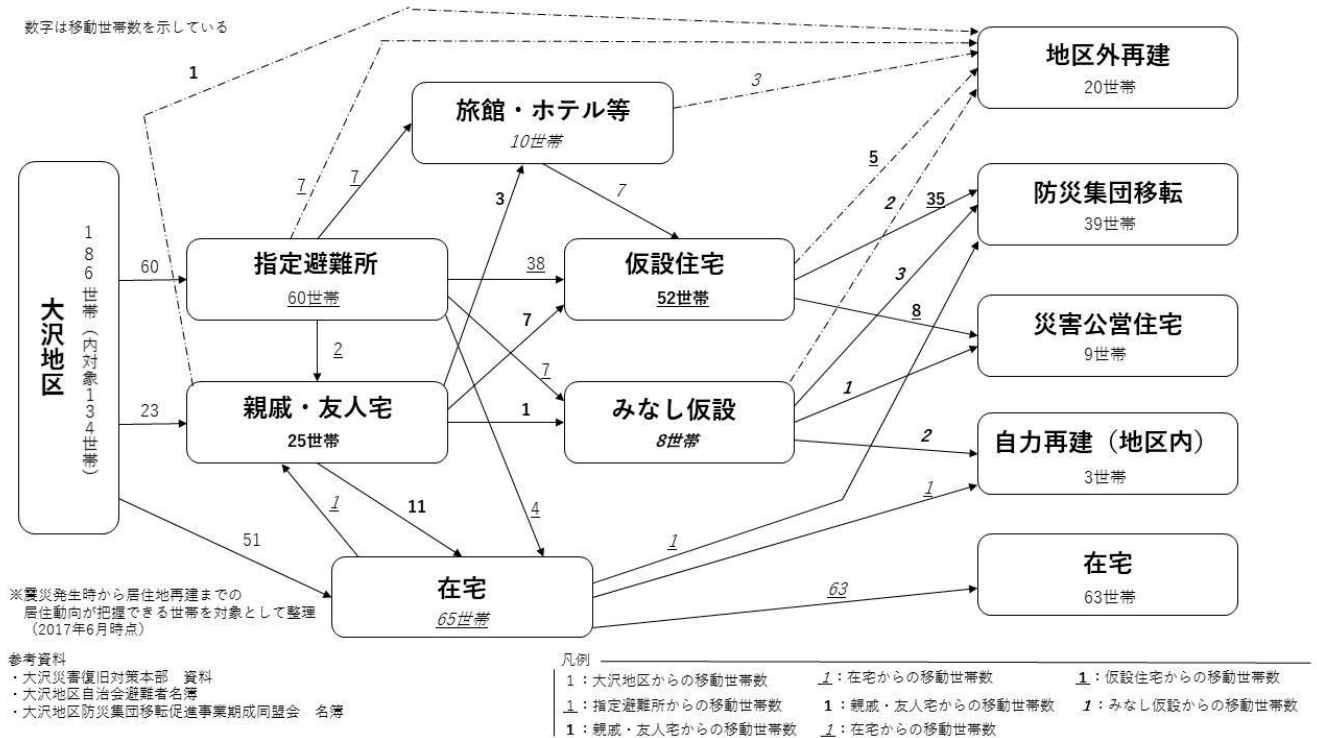 数字は移動世帯数を示している
大沢地区
186世帯（内対象134世帯）
60
23
51
指定避難所
60世帯
親戚・友人宅
25世帯
在宅
65世帯
1
7
7
2
3
38
7
7
1
4
11
1
旅館・ホテル等
10世帯
仮設住宅
52世帯
みなし仮設
8世帯
3
7
5
2
35
3
8
1
2
1
1
63
地区外再建
20世帯
防災集団移転
39世帯
災害公営住宅
9世帯
自力再建（地区内）
3世帯
在宅
63世帯
※震災発生時から居住地再建までの
居住動向が把握できる世帯を対象として整理
（2017年6月時点）
参考資料
・大沢災害復旧対策本部　資料
・大沢地区自治会避難者名簿
・大沢地区防災集団移転促進事業期成同盟会　名簿
凡例
1：大沢地区からの移動世帯数
1：在宅からの移動世帯数
1：仮設住宅からの移動世帯数
1：指定避難所からの移動世帯数
1：親戚・友人宅からの移動世帯数
1：みなし仮設からの移動世帯数
1：親戚・友人宅からの移動世帯数
1：在宅からの移動世帯数